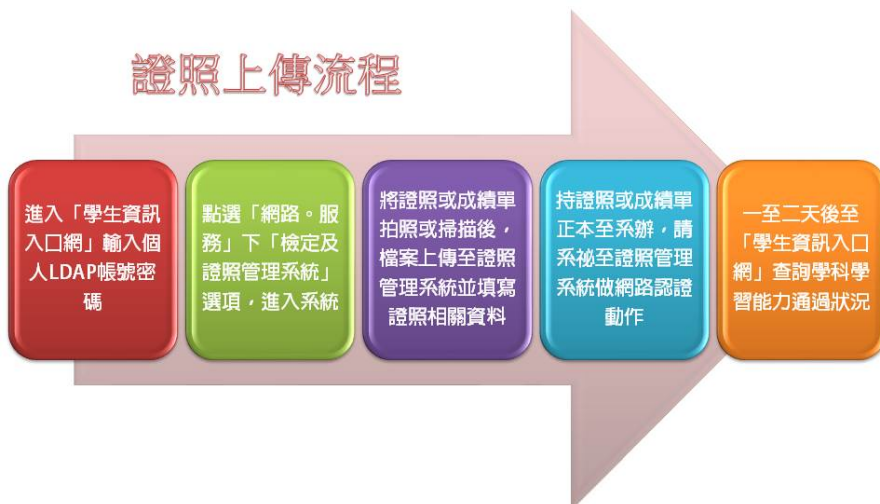 證照上傳流程
進入「學生資訊
入口網」輸入個
人LDAP帳號密
碼
點選「網路。服
務」下「檢定及
證照管理系統」
選項，進入系統
將證照或成績單
拍照或掃描後，
檔案上傳至證照
管理系統並填寫
證照相關資料
持證照或成績單
正本至系辦，請
系祕至證照管理
系統做網路認證
動作
一至二天後至
「學生資訊入口
網」查詢學科學
習能力通過狀況